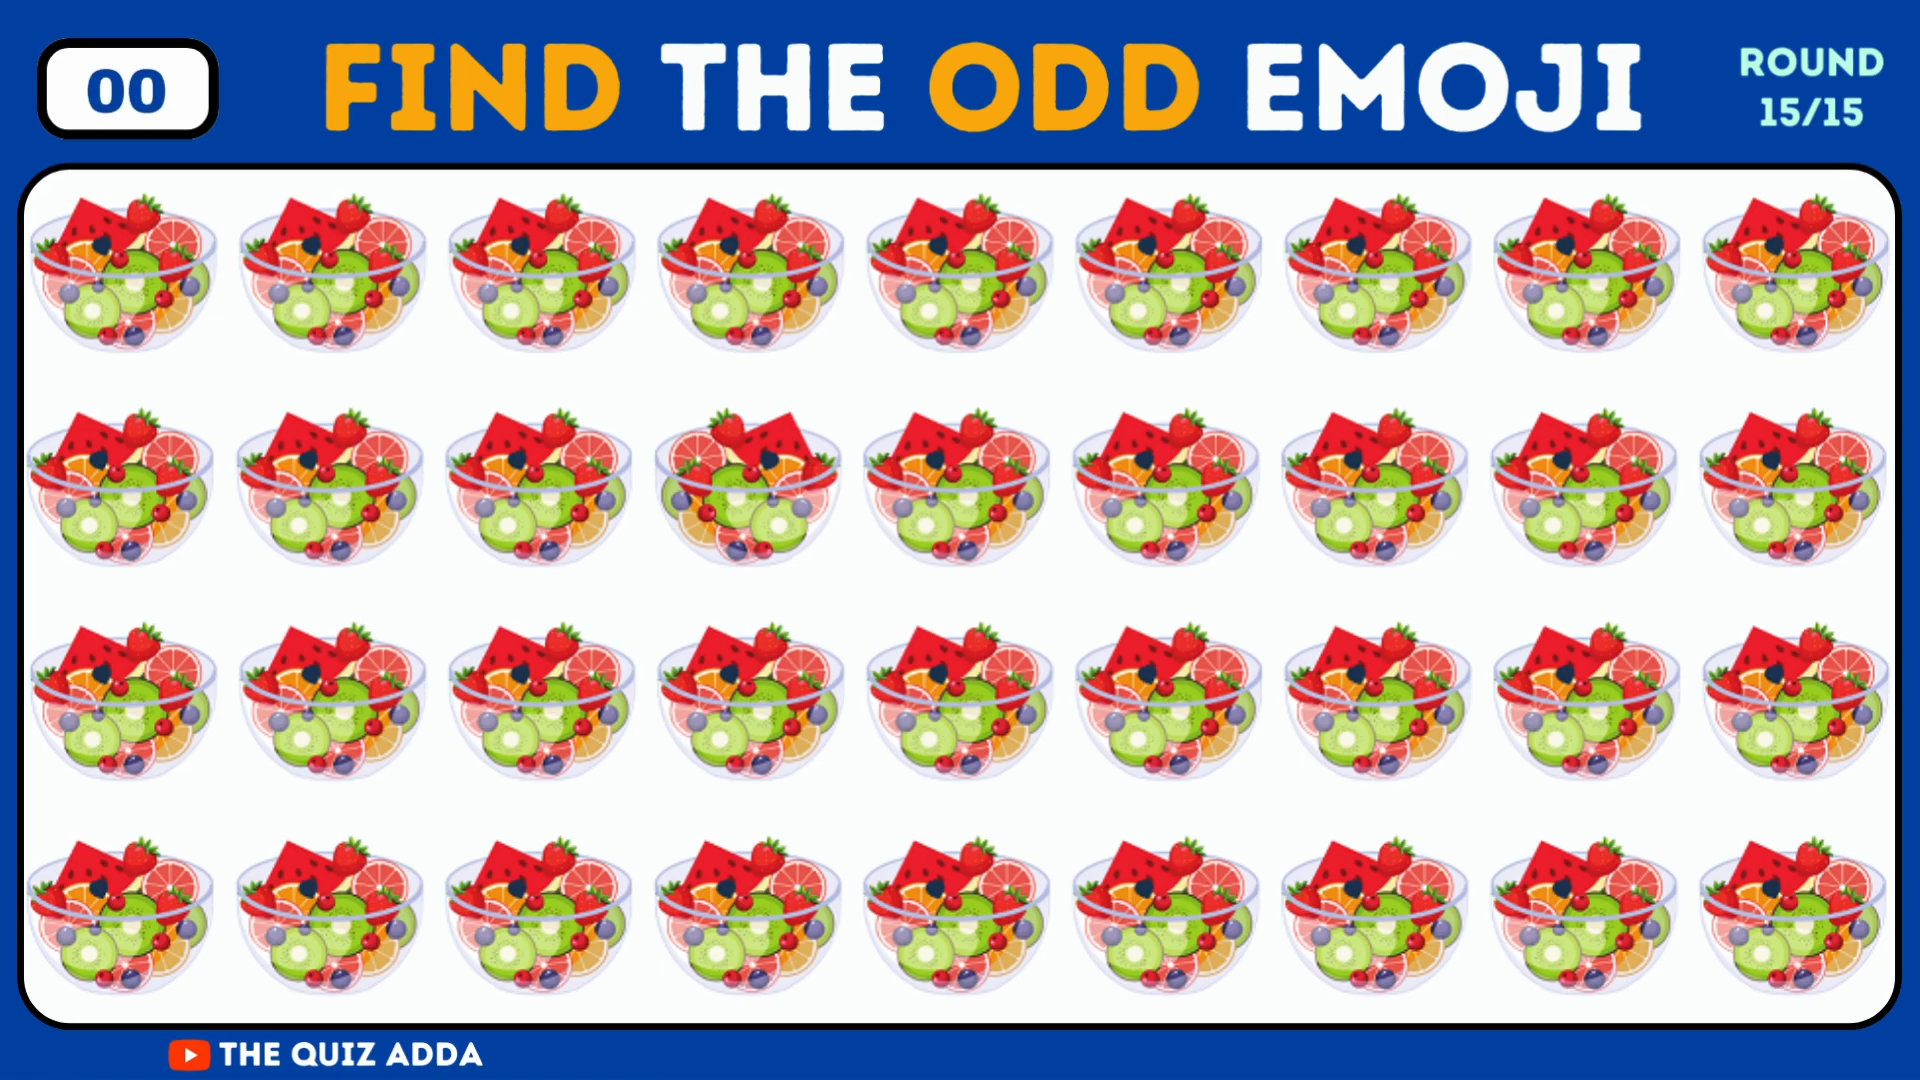 00
FIND THE ODD EMOJI
ROUND
15/15
THE QUIZ ADDA